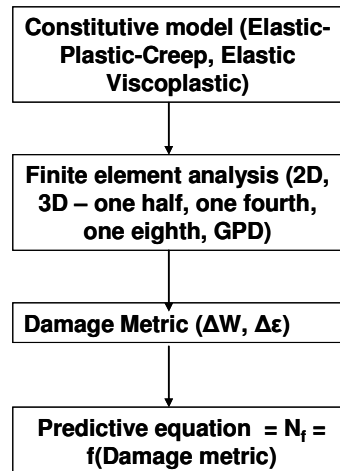 Constitutive model (Elastic-
Plastic-Creep, Elastic
Viscoplastic)
Finite element analysis (2D,
3D – one half, one fourth,
one eighth, GPD)
Damage Metric (ΔW, Δε)
Predictive equation = Nf =
f(Damage metric)